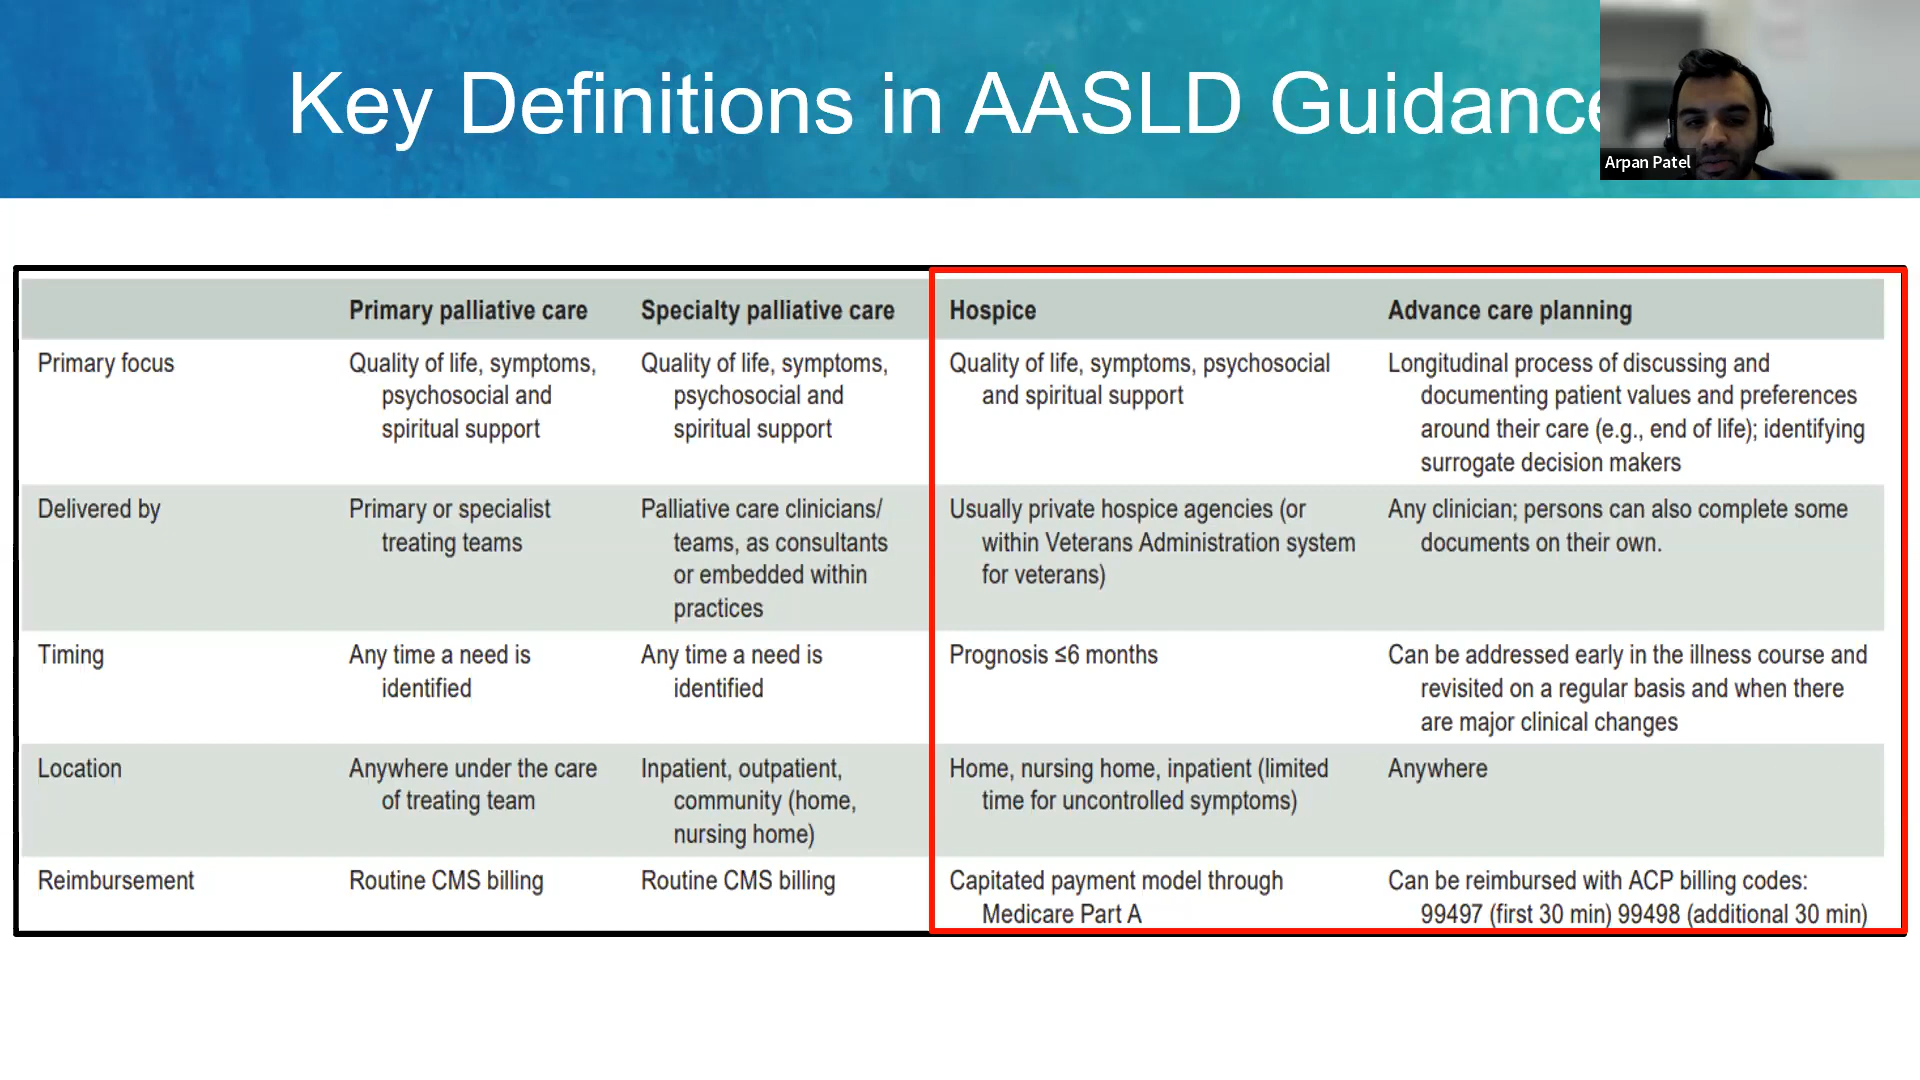 Key Definitions in AASLD Guidance
Arpan Patel
Primary palliative care
Specialty palliative care
Hospice
Advance care planning
Primary focus
Quality of life, symptoms,
psychosocial and
spiritual support
Quality of life, symptoms,
psychosocial and
spiritual support
Quality of life, symptoms, psychosocial
and spiritual support
Longitudinal process of discussing and
documenting patient values and preferences
around their care (e.g., end of life); identifying
surrogate decision makers
Delivered by
Primary or specialist
treating teams
Palliative care clinicians/
teams, as consultants
or embedded within
practices
Usually private hospice agencies (or
within Veterans Administration system
for veterans)
Any clinician; persons can also complete some
documents on their own.
Timing
Any time a need is
identified
Any time a need is
identified
Prognosis ≤6 months
Can be addressed early in the illness course and
revisited on a regular basis and when there
are major clinical changes
Location
Anywhere under the care
of treating team
Inpatient, outpatient,
community (home,
nursing home)
Home, nursing home, inpatient (limited
time for uncontrolled symptoms)
Anywhere
Reimbursement
Routine CMS billing
Routine CMS billing
Capitated payment model through
Medicare Part A
Can be reimbursed with ACP billing codes:
99497 (first 30 min) 99498 (additional 30 min)